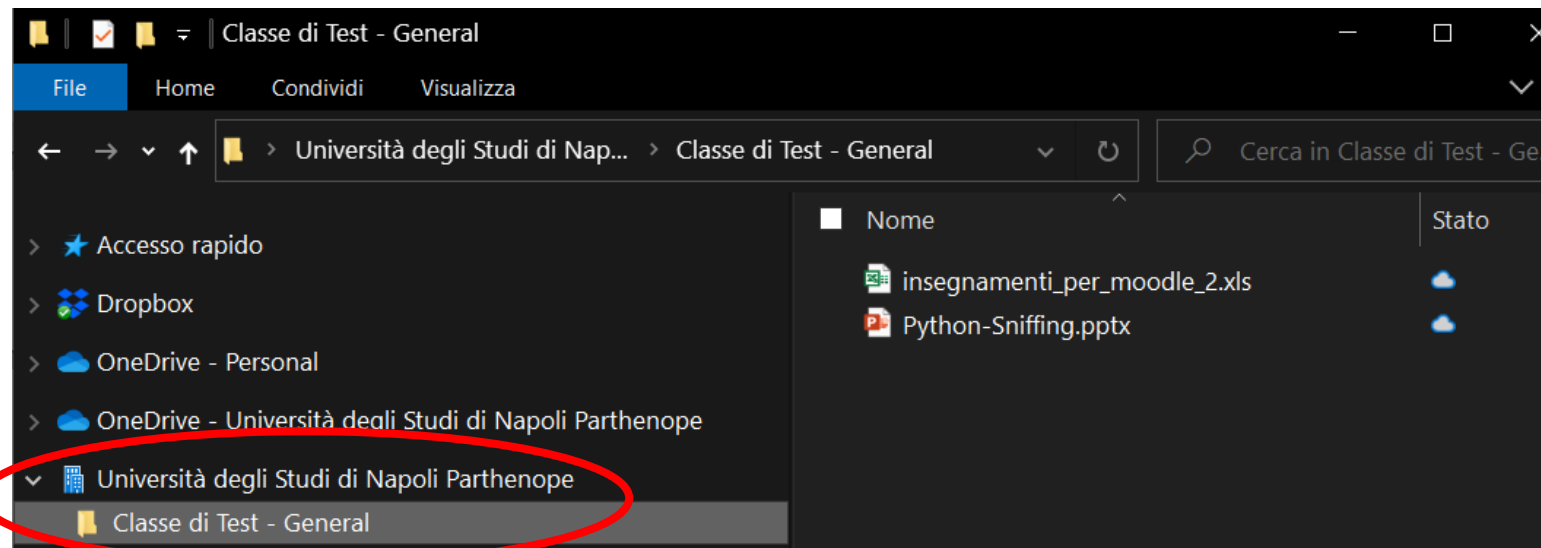 Classe di Test - General
File Home Condividi Visualizza
Università degli Studi di Nap... > Classe di Test - General
Cerca in Classe di Test - Ge
Nome Stato
Accesso rapido
insegnamenti_per_moodle_2.xls
Dropbox
Python-Sniffing.pptx
OneDrive - Personal
OneDrive - Università degli Studi di Napoli Parthenope
Università degli Studi di Napoli Parthenope
Classe di Test - General